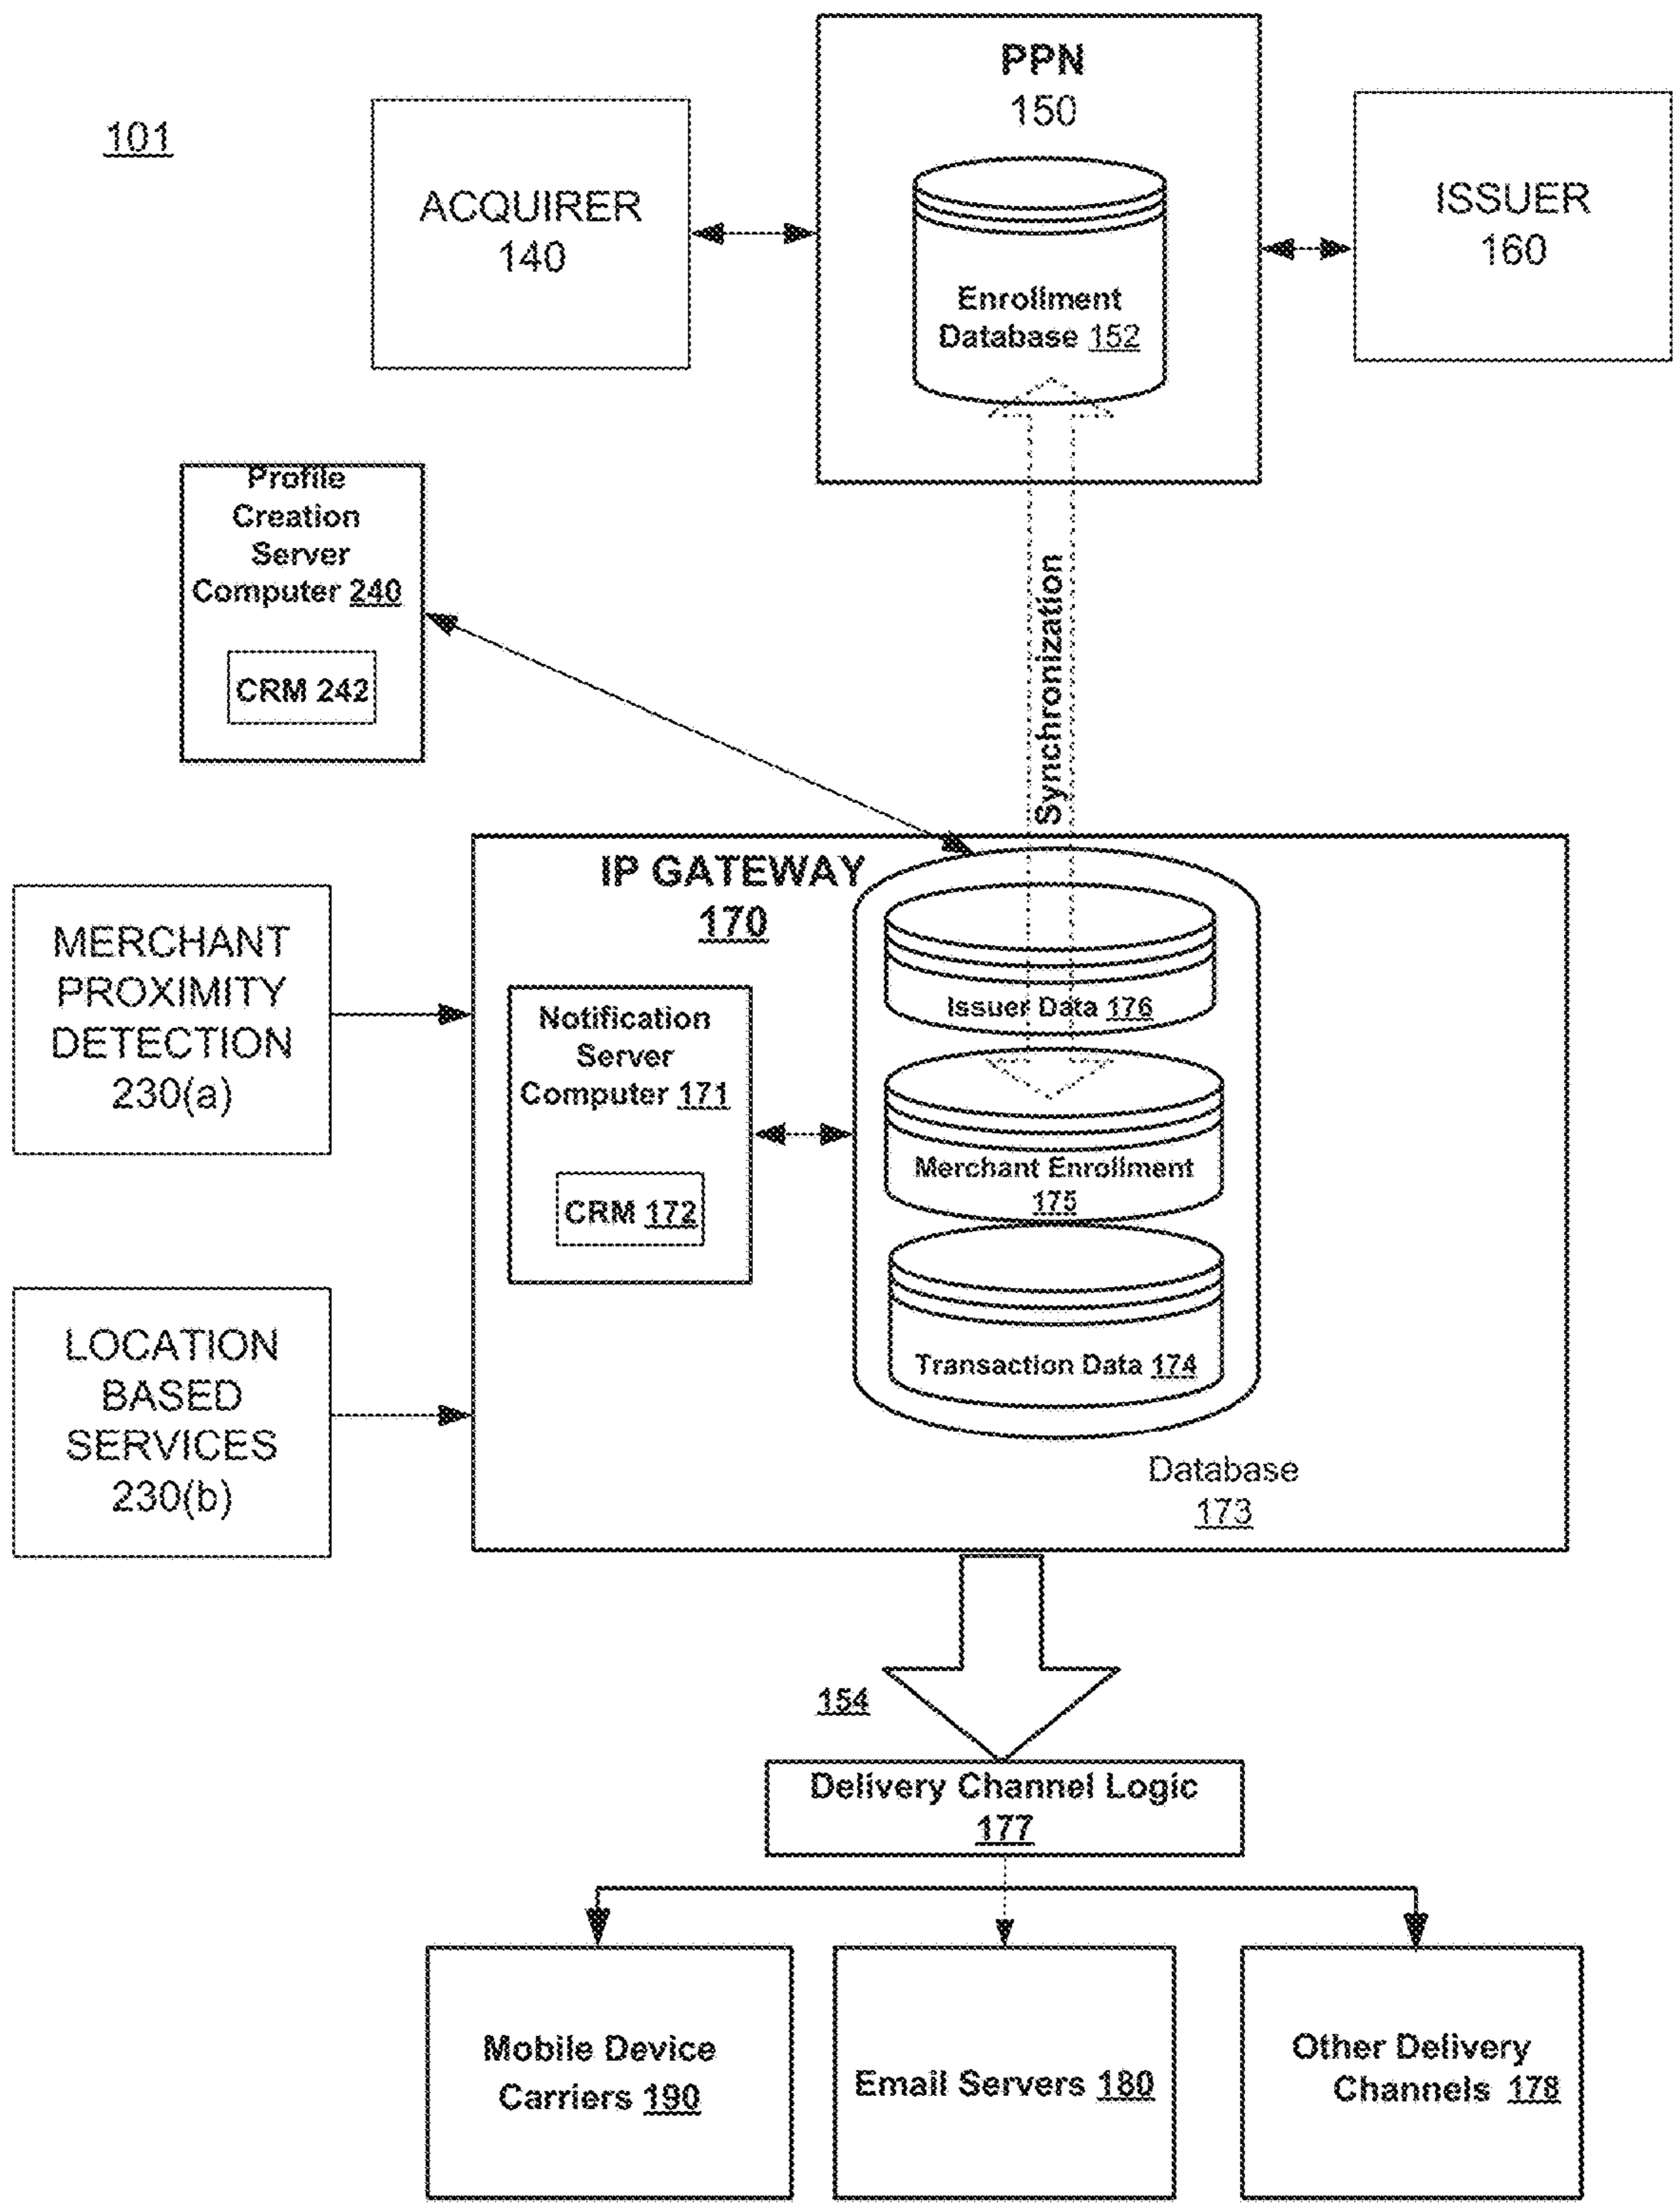 101
ACQUIRER
140
PPN
150
Enrollment
Database 152
ISSUER
160
Profile
Creation
Server
Computer 240
CRM 242
Synchronization
IP GATEWAY
170
MERCHANT
PROXIMITY
DETECTION
230(a)
Notification
Server
Computer 171
CRM 172
Issuer Data 176
Merchant Enrollment
175
Transaction Data 174
LOCATION
BASED
SERVICES
230(b)
Database
173
154
Delivery Channel Logic
177
Mobile Device
Carriers 190
Email Servers 180
Other Delivery
Channels 178